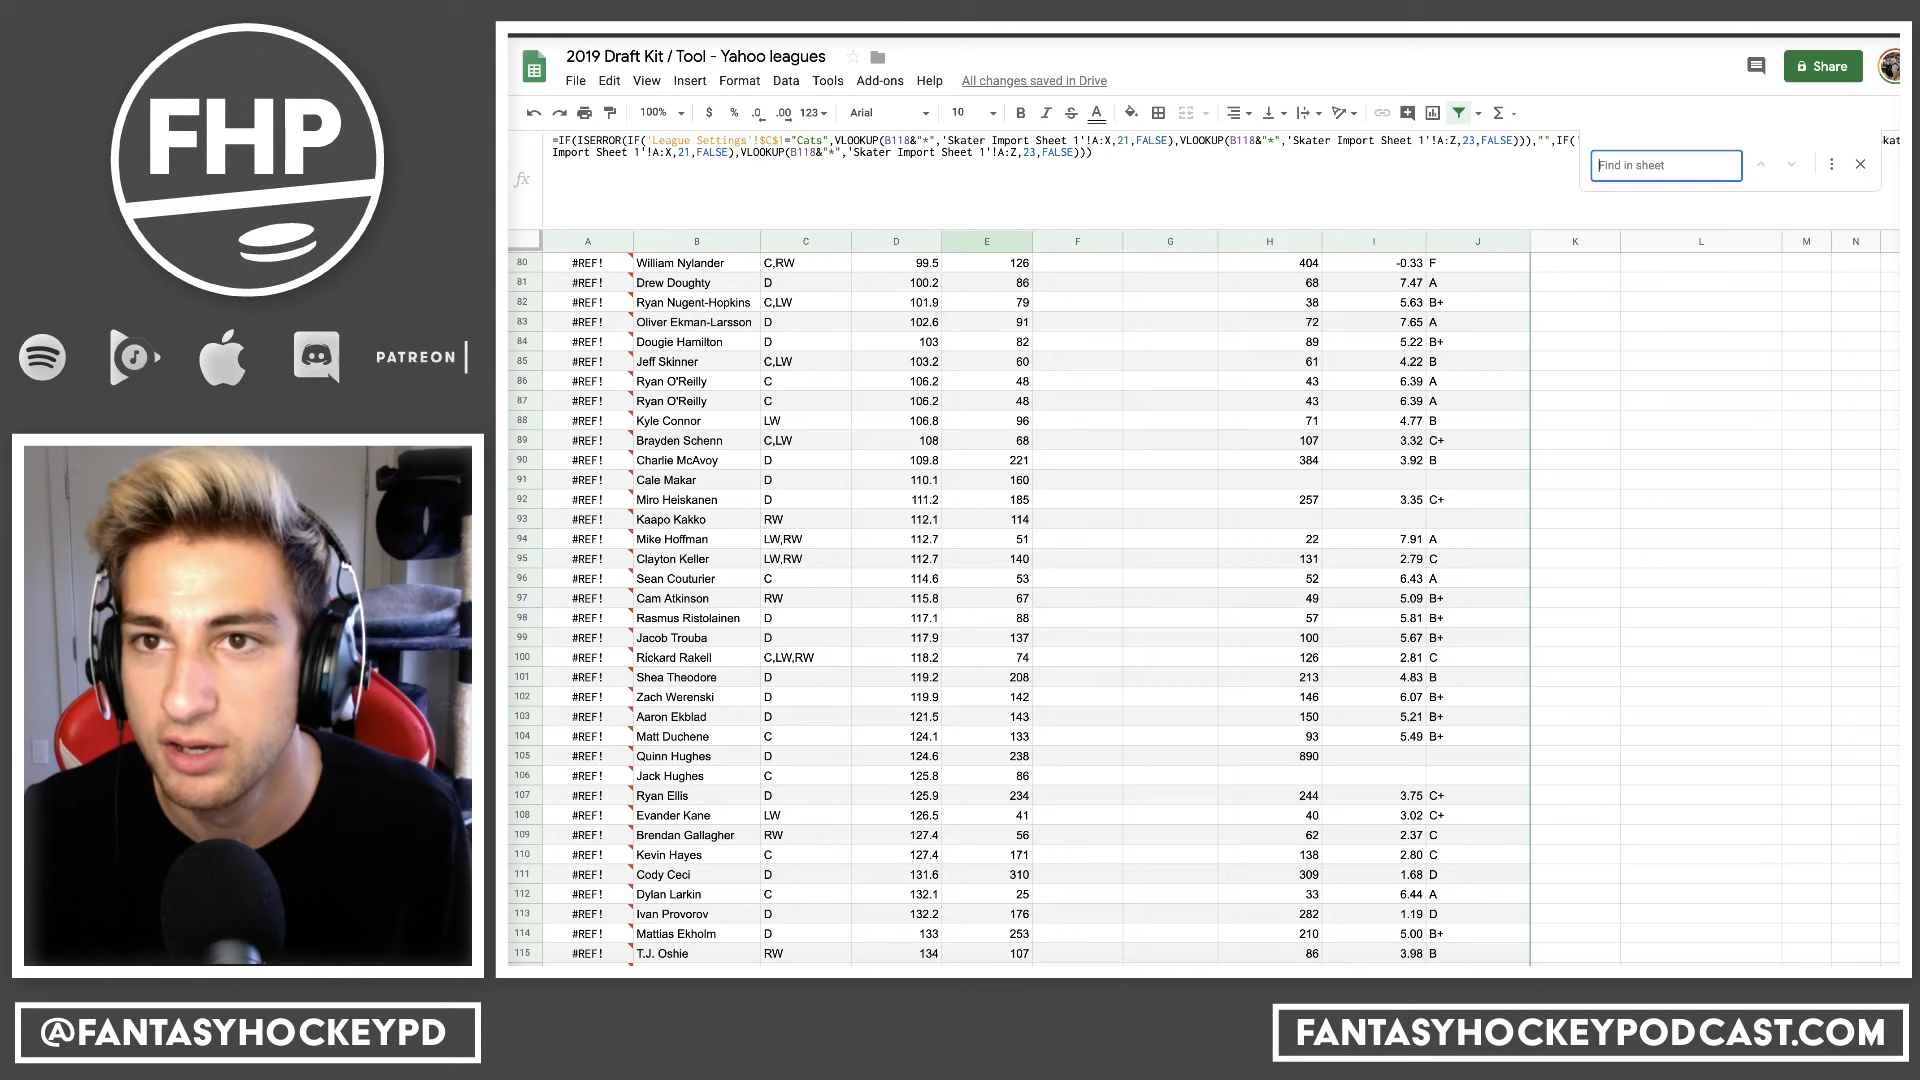 FHP
PATREON
@FANTASYHOCKEYPD
FANTASYHOCKEYPODCAST.COM
2019 Draft Kit / Tool - Yahoo leagues
File Edit View Insert Format Data Tools Add-ons Help All changes saved in Drive
Share
100% $ % .0 .00 123 Arial 10 B I S A
=IF(ISERROR(IF('League Settings'!$C$1="Cats",VLOOKUP(B118&"*",'Skater Import Sheet 1'!A:X,21,FALSE),VLOOKUP(B118&"*",'Skater Import Sheet 1'!A:Z,23,FALSE))),"",IF('
Import Sheet 1'!A:X,21,FALSE),VLOOKUP(B118&"*",'Skater Import Sheet 1'!A:Z,23,FALSE)))
fx
Find in sheet
A B C D E F G H I J K L M N
80 #REF! William Nylander C,RW 99.5 126 404 -0.33 F
81 #REF! Drew Doughty D 100.2 86 68 7.47 A
82 #REF! Ryan Nugent-Hopkins C,LW 101.9 79 38 5.63 B+
83 #REF! Oliver Ekman-Larsson D 102.6 91 72 7.65 A
84 #REF! Dougie Hamilton D 103 82 89 5.22 B+
85 #REF! Jeff Skinner C,LW 103.2 60 61 4.22 B
86 #REF! Ryan O'Reilly C 106.2 48 43 6.39 A
87 #REF! Ryan O'Reilly C 106.2 48 43 6.39 A
88 #REF! Kyle Connor LW 106.8 96 71 4.77 B
89 #REF! Brayden Schenn C,LW 108 68 107 3.32 C+
90 #REF! Charlie McAvoy D 109.8 221 384 3.92 B
91 #REF! Cale Makar D 110.1 160
92 #REF! Miro Heiskanen D 111.2 185 257 3.35 C+
93 #REF! Kaapo Kakko RW 112.1 114
94 #REF! Mike Hoffman LW,RW 112.7 51 22 7.91 A
95 #REF! Clayton Keller LW,RW 112.7 140 131 2.79 C
96 #REF! Sean Couturier C 114.6 53 52 6.43 A
97 #REF! Cam Atkinson RW 115.8 67 49 5.09 B+
98 #REF! Rasmus Ristolainen D 117.1 88 57 5.81 B+
99 #REF! Jacob Trouba D 117.9 137 100 5.67 B+
100 #REF! Rickard Rakell C,LW,RW 118.2 74 126 2.81 C
101 #REF! Shea Theodore D 119.2 208 213 4.83 B
102 #REF! Zach Werenski D 119.9 142 146 6.07 B+
103 #REF! Aaron Ekblad D 121.5 143 150 5.21 B+
104 #REF! Matt Duchene C 124.1 133 93 5.49 B+
105 #REF! Quinn Hughes D 124.6 238 890
106 #REF! Jack Hughes C 125.8 86
107 #REF! Ryan Ellis D 125.9 234 244 3.75 C+
108 #REF! Evander Kane LW 126.5 41 40 3.02 C+
109 #REF! Brendan Gallagher RW 127.4 56 62 2.37 C
110 #REF! Kevin Hayes C 127.4 171 138 2.80 C
111 #REF! Cody Ceci D 131.6 310 309 1.68 D
112 #REF! Dylan Larkin C 132.1 25 33 6.44 A
113 #REF! Ivan Provorov D 132.2 176 282 1.19 D
114 #REF! Mattias Ekholm D 133 253 210 5.00 B+
115 #REF! T.J. Oshie RW 134 107 86 3.98 B